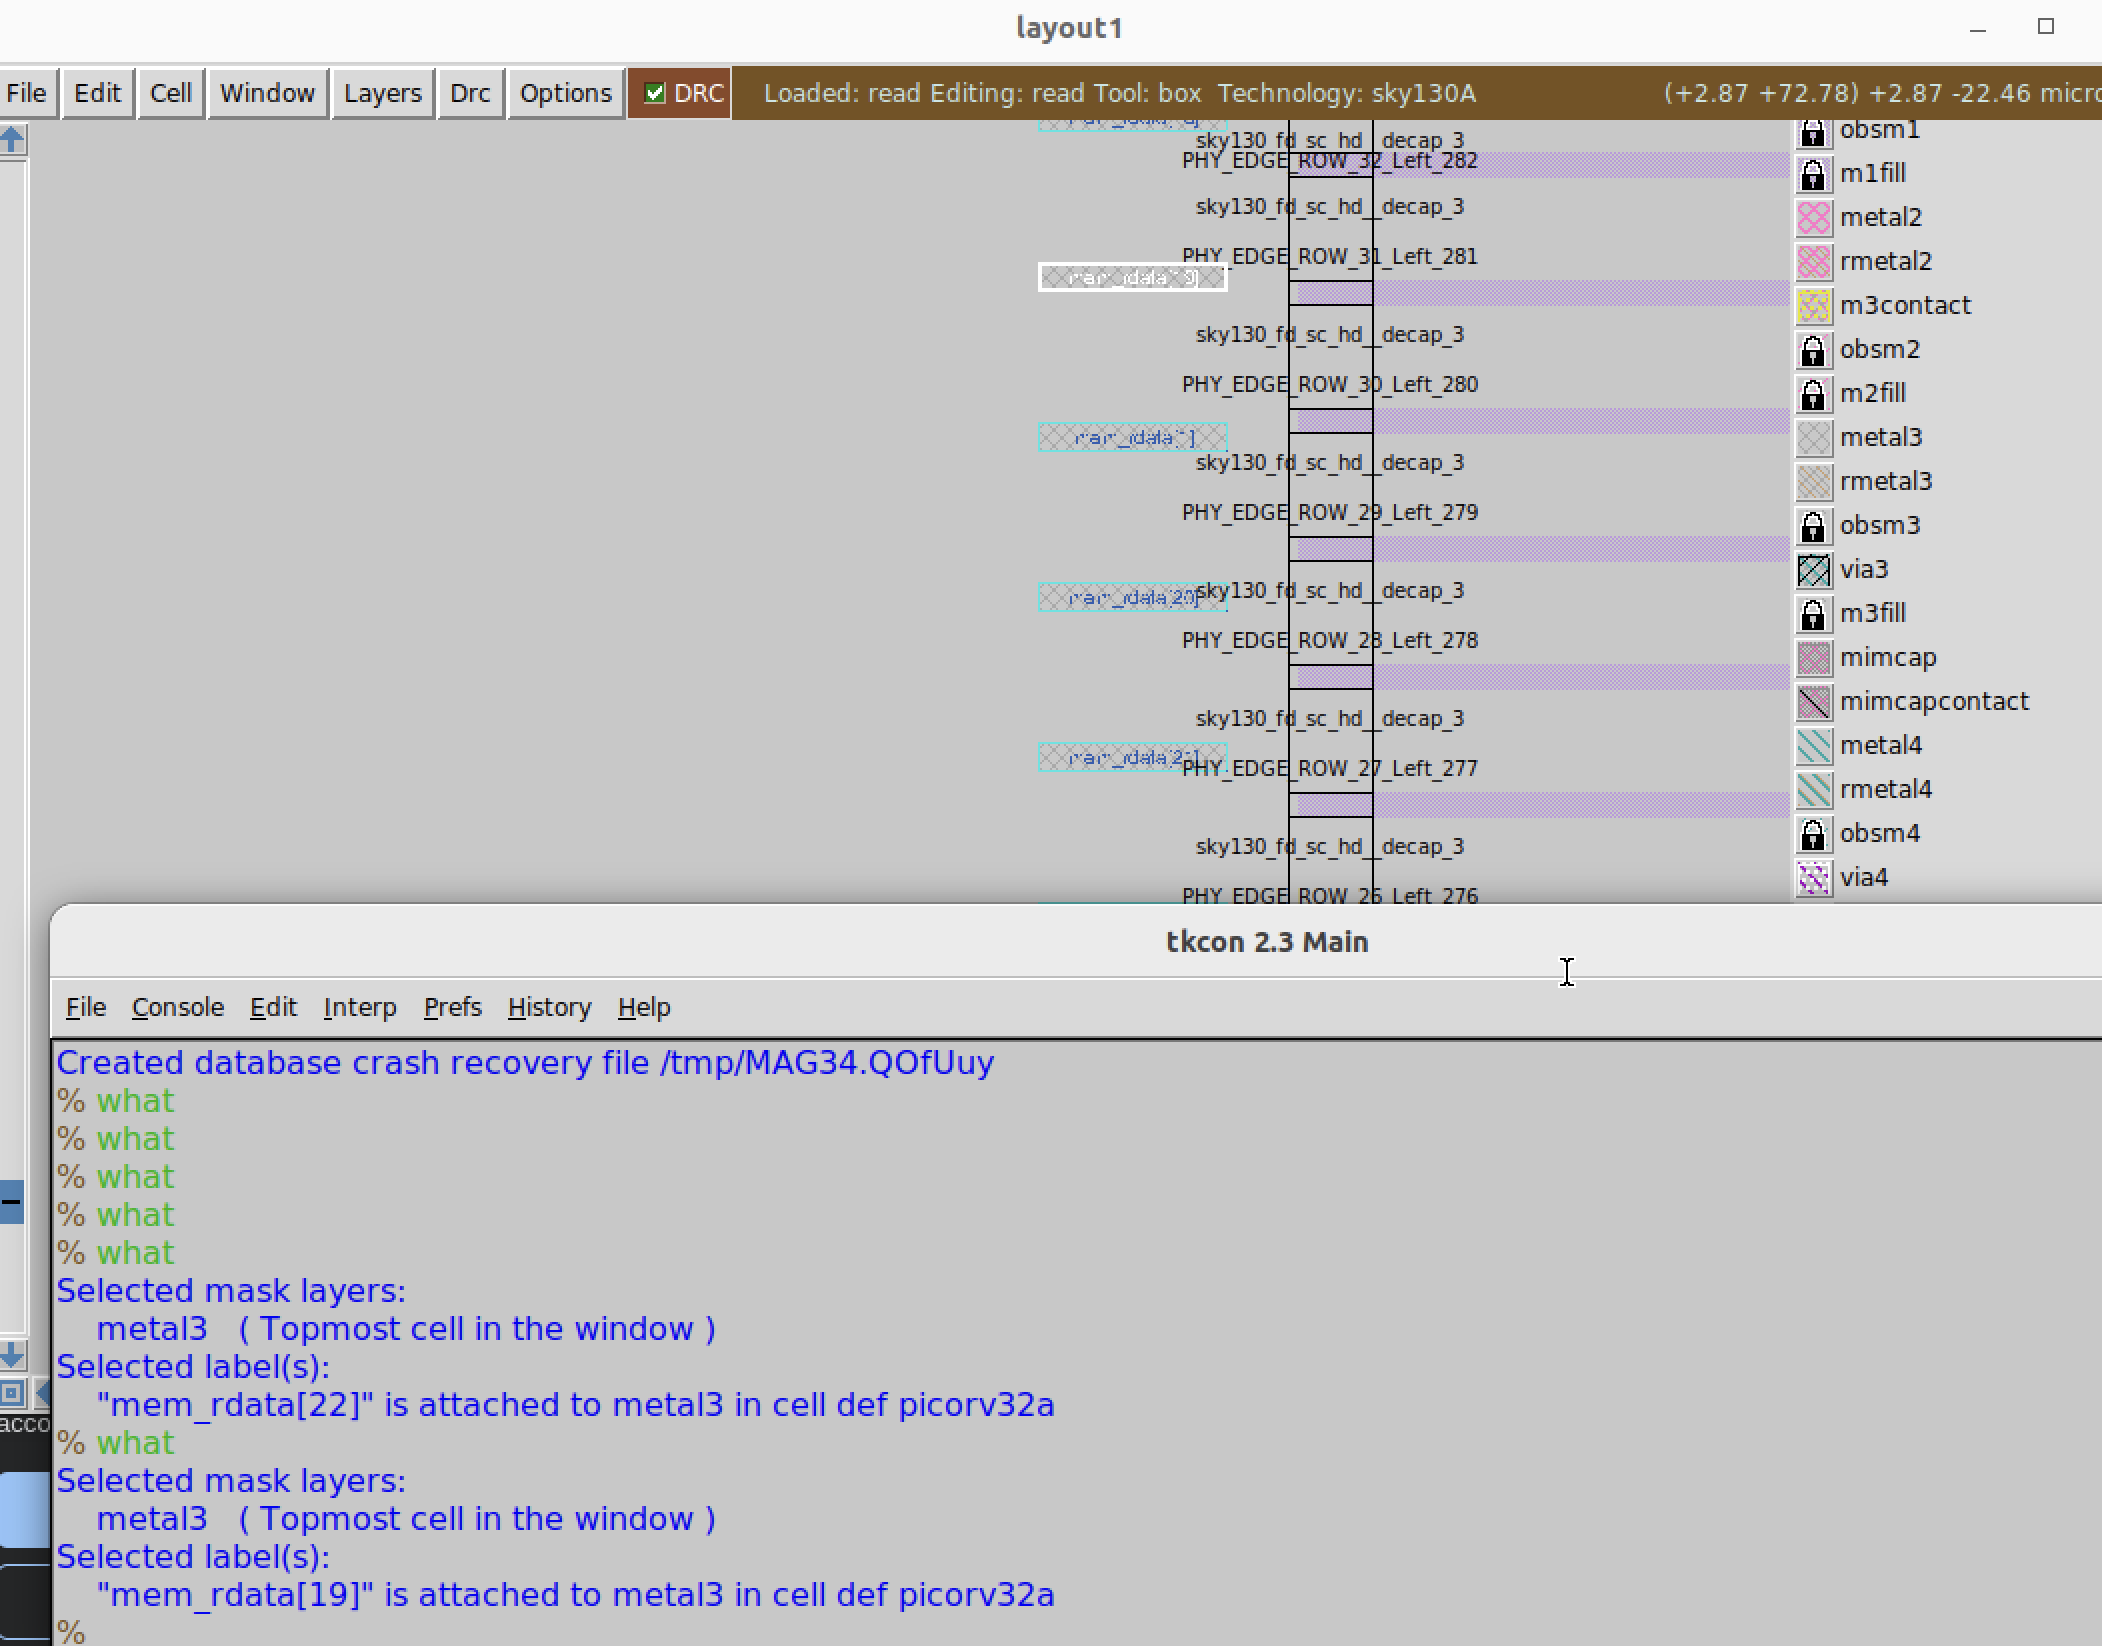 layout1
File Edit Cell Window Layers Drc Options DRC Loaded: read Editing: read Tool: box Technology: sky130A (+2.87 +72.78) +2.87 -22.46 micro
sky130_fd_sc_hd__decap_3
PHY_EDGE_ROW_32_Left_282
sky130_fd_sc_hd__decap_3
PHY_EDGE_ROW_31_Left_281
sky130_fd_sc_hd__decap_3
PHY_EDGE_ROW_30_Left_280
sky130_fd_sc_hd__decap_3
PHY_EDGE_ROW_29_Left_279
sky130_fd_sc_hd__decap_3
PHY_EDGE_ROW_28_Left_278
sky130_fd_sc_hd__decap_3
PHY_EDGE_ROW_27_Left_277
sky130_fd_sc_hd__decap_3
PHY_EDGE_ROW_26_Left_276
obsm1
m1fill
metal2
rmetal2
m3contact
obsm2
m2fill
metal3
rmetal3
obsm3
via3
m3fill
mimcap
mimcapcontact
metal4
rmetal4
obsm4
via4
tkcon 2.3 Main
File Console Edit Interp Prefs History Help
Created database crash recovery file /tmp/MAG34.QOfUuy
% what
% what
% what
% what
% what
Selected mask layers:
metal3 ( Topmost cell in the window )
Selected label(s):
"mem_rdata[22]" is attached to metal3 in cell def picorv32a
% what
Selected mask layers:
metal3 ( Topmost cell in the window )
Selected label(s):
"mem_rdata[19]" is attached to metal3 in cell def picorv32a
%
acco